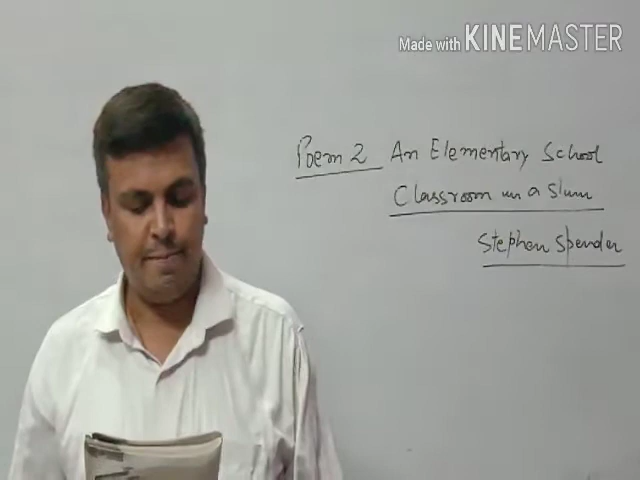 Made with KINEMASTER
Poem 2 An Elementary School
Classroom in a Slum
Stephen Spender